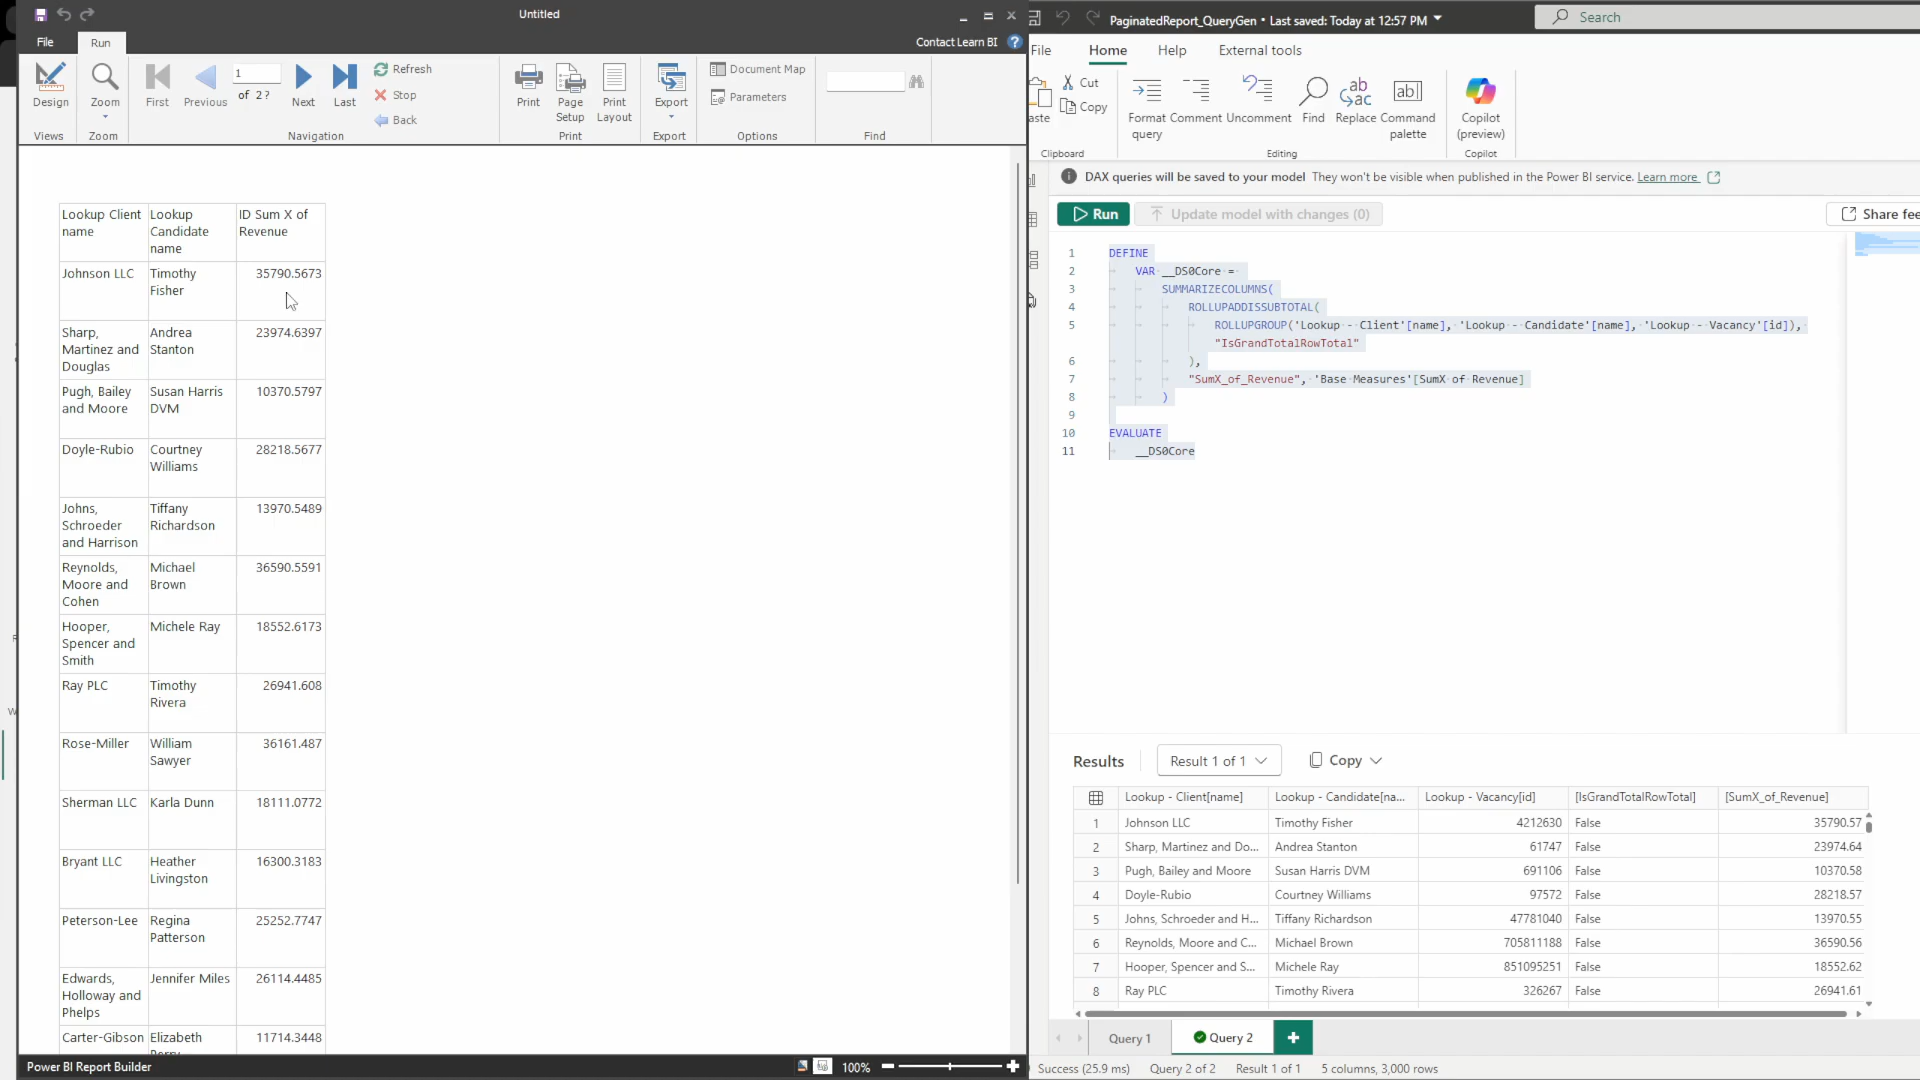 Untitled
File
Run
Contact Learn BI
?
Design
Views
Zoom
Zoom
First
Previous
1
of 2?
Next
Last
Refresh
Stop
Back
Navigation
Print
Page Setup
Print Layout
Print
Export
Export
Document Map
Parameters
Options
Find
Lookup Client name
Lookup Candidate name
ID Sum X of Revenue
Johnson LLC
Timothy Fisher
35790.5673
Sharp, Martinez and Douglas
Andrea Stanton
23974.6397
Pugh, Bailey and Moore
Susan Harris DVM
10370.5797
Doyle-Rubio
Courtney Williams
28218.5677
Johns, Schroeder and Harrison
Tiffany Richardson
13970.5489
Reynolds, Moore and Cohen
Michael Brown
36590.5591
Hooper, Spencer and Smith
Michele Ray
18552.6173
Ray PLC
Timothy Rivera
26941.608
Rose-Miller
William Sawyer
36161.487
Sherman LLC
Karla Dunn
18111.0772
Bryant LLC
Heather Livingston
16300.3183
Peterson-Lee
Regina Patterson
25252.7747
Edwards, Holloway and Phelps
Jennifer Miles
26114.4485
Carter-Gibson
Elizabeth
11714.3448
Power BI Report Builder
100%
PaginatedReport_QueryGen • Last saved: Today at 12:57 PM
Search
File
Home
Help
External tools
aste
Cut
Copy
Clipboard
Format query
Comment
Uncomment
Find
Replace
Command palette
Editing
Copilot (preview)
Copilot
DAX queries will be saved to your model They won't be visible when published in the Power BI service. Learn more
Run
Update model with changes (0)
Share fee
1 DEFINE
2 VAR __DS0Core =
3 SUMMARIZECOLUMNS(
4 ROLLUPADDISSUBTOTAL(
5 ROLLUPGROUP('Lookup - Client'[name], 'Lookup - Candidate'[name], 'Lookup - Vacancy'[id]),
"IsGrandTotalRowTotal"
6 ),
7 "SumX_of_Revenue", 'Base Measures'[SumX of Revenue]
8 )
9
10 EVALUATE
11 __DS0Core
Results
Result 1 of 1
Copy
Lookup - Client[name] Lookup - Candidate[na... Lookup - Vacancy[id] [IsGrandTotalRowTotal] [SumX_of_Revenue]
1 Johnson LLC Timothy Fisher 4212630 False 35790.57
2 Sharp, Martinez and Do... Andrea Stanton 61747 False 23974.64
3 Pugh, Bailey and Moore Susan Harris DVM 691106 False 10370.58
4 Doyle-Rubio Courtney Williams 97572 False 28218.57
5 Johns, Schroeder and H... Tiffany Richardson 47781040 False 13970.55
6 Reynolds, Moore and C... Michael Brown 705811188 False 36590.56
7 Hooper, Spencer and S... Michele Ray 851095251 False 18552.62
8 Ray PLC Timothy Rivera 326267 False 26941.61
Query 1
Query 2
Success (25.9 ms) Query 2 of 2 Result 1 of 1 5 columns, 3,000 rows